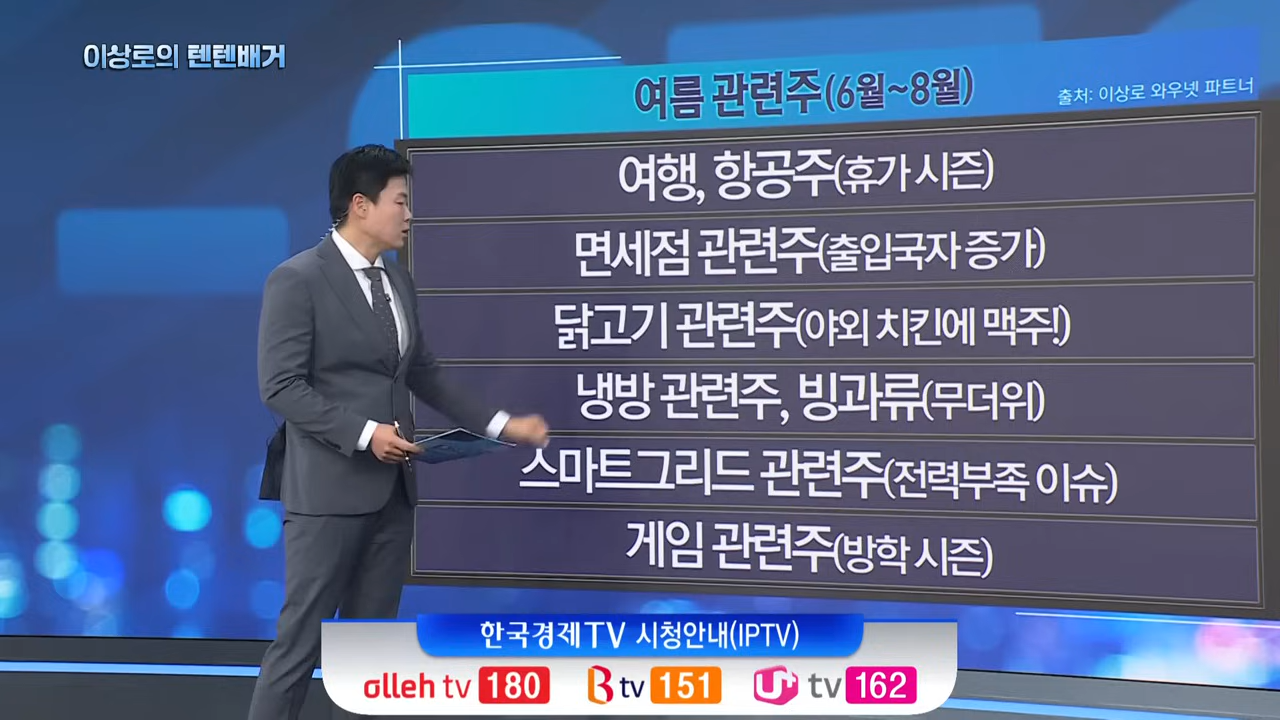 이상로의 텐텐배거
여름 관련주(6월~8월)
출처: 이상로 와우넷 파트너
여행, 항공주(휴가 시즌)
면세점 관련주(출입국자 증가)
닭고기 관련주(야외 치킨에 맥주!)
냉방 관련주, 빙과류(무더위)
스마트그리드 관련주(전력부족 이슈)
게임 관련주(방학 시즌)
한국경제TV 시청안내(IPTV)
olleh tv 180 B tv 151 U+ tv 162